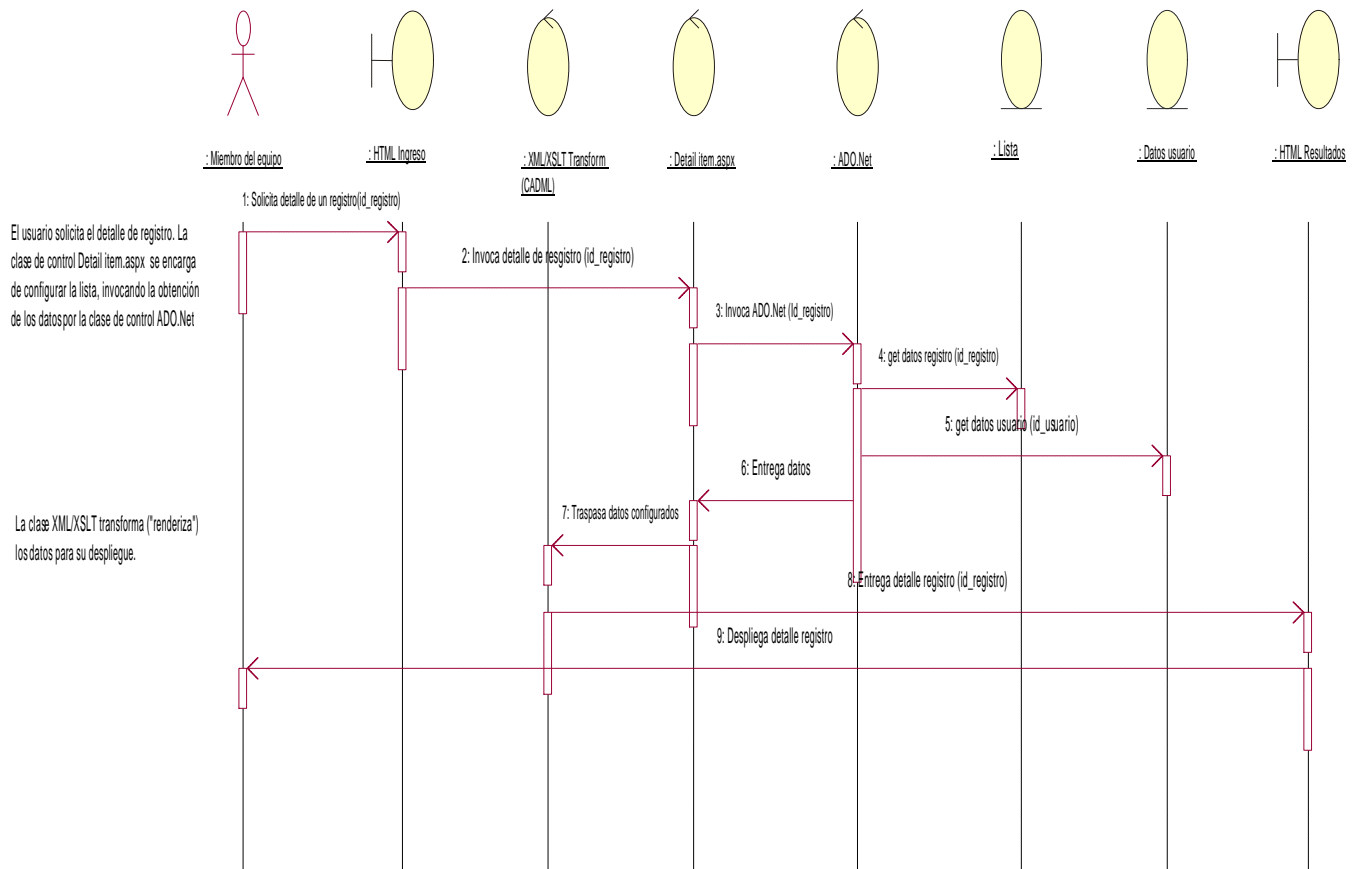 : Miembro del equipo
: HTML Ingreso
: XML/XSLT Transform
(CADML)
: Detail item.aspx
: ADO.Net
: Lista
: Datos usuario
: HTML Resultados
1: Solicita detalle de un registro(id_registro)
El usuario solicita el detalle de registro. La
clase de control Detail item.aspx se encarga
de configurar la lista, invocando la obtención
de los datos por la clase de control ADO.Net
2: Invoca detalle de resgistro (id_registro)
3: Invoca ADO.Net (Id_registro)
4: get datos registro (id_registro)
5: get datos usuario (id_usuario)
6: Entrega datos
7: Traspasa datos configurados
La clase XML/XSLT transforma ("renderiza")
los datos para su despliegue.
8: Entrega detalle registro (id_registro)
9: Despliega detalle registro